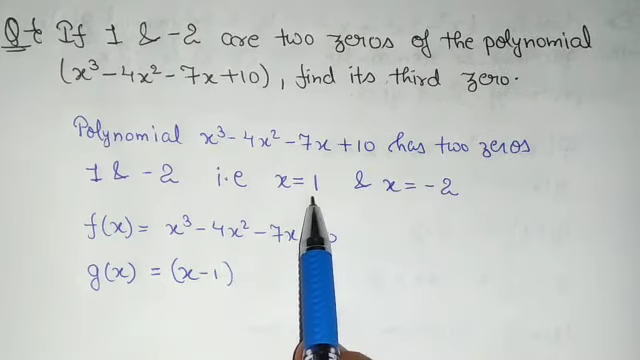 Q↑ If 1 & -2 are two zeros of the polynomial
(x³-4x²-7x+10), find its third zero.
Polynomial x³-4x²-7x+10 has two zeros
1 & -2 i.e x=1 & x=-2
f(x) = x³-4x²-7x
g(x) = (x-1)